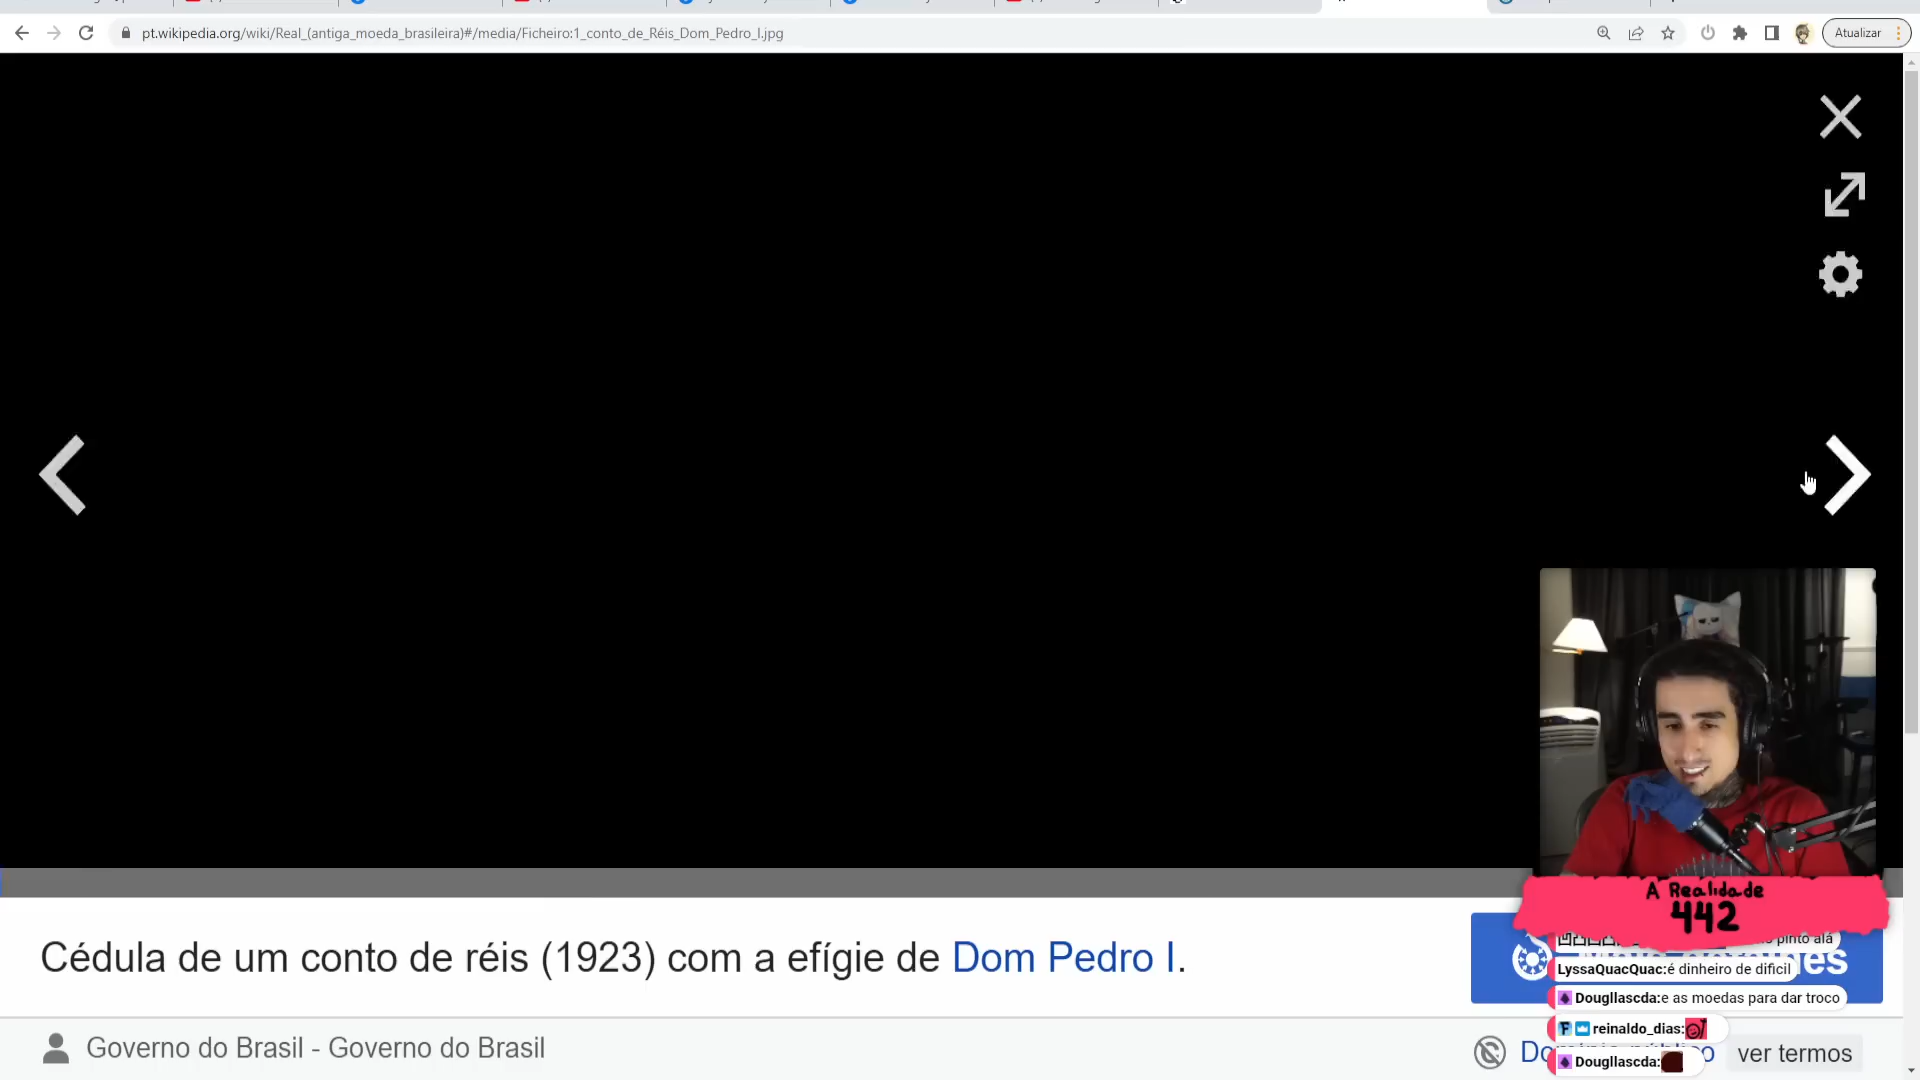 pt.wikipedia.org/wiki/Real_(antiga_moeda_brasileira)#/media/Ficheiro:1_conto_de_Réis_Dom_Pedro_I.jpg
Atualizar
A Realidade
442
Cédula de um conto de réis (1923) com a efígie de Dom Pedro I.
pinto alá
LyssaQuacQuac:é dinheiro de dificil
Dougllascda:e as moedas para dar troco
reinaldo_dias:
Governo do Brasil - Governo do Brasil
ver termos
Dougllascda: